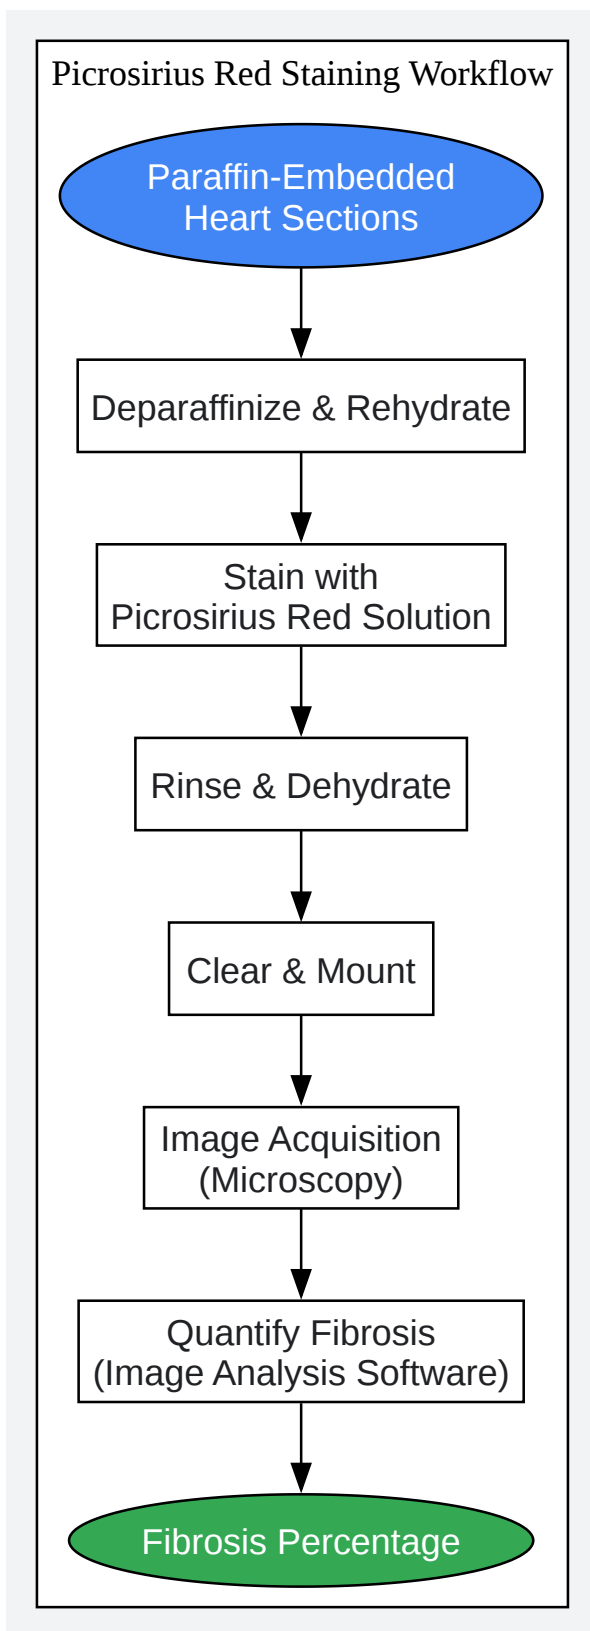 Picrosirius Red Staining Workflow
Paraffin-Embedded
Heart Sections
Deparaffinize & Rehydrate
Stain with
Picrosirius Red Solution
Rinse & Dehydrate
Clear & Mount
Image Acquisition
(Microscopy)
Quantify Fibrosis
(Image Analysis Software)
Fibrosis Percentage